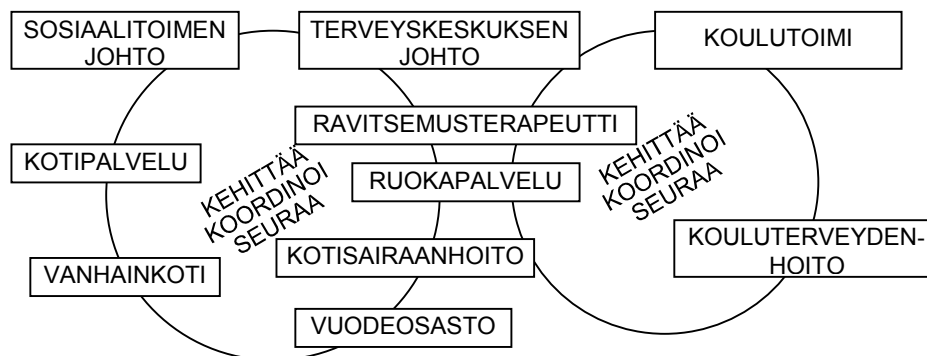 SOSIAALITOIMEN
JOHTO
TERVEYSKESKUKSEN
JOHTO
KOULUTOIMI
RAVITSEMUSTERAPEUTTI
KOTIPALVELU
KEHITTÄÄ
KOORDINOI
SEURAA
RUOKAPALVELU
KEHITTÄÄ
KOORDINOI
SEURAA
KOTISAIRAANHOITO
KOULUTERVEYDEN-
HOITO
VANHAINKOTI
VUODEOSASTO